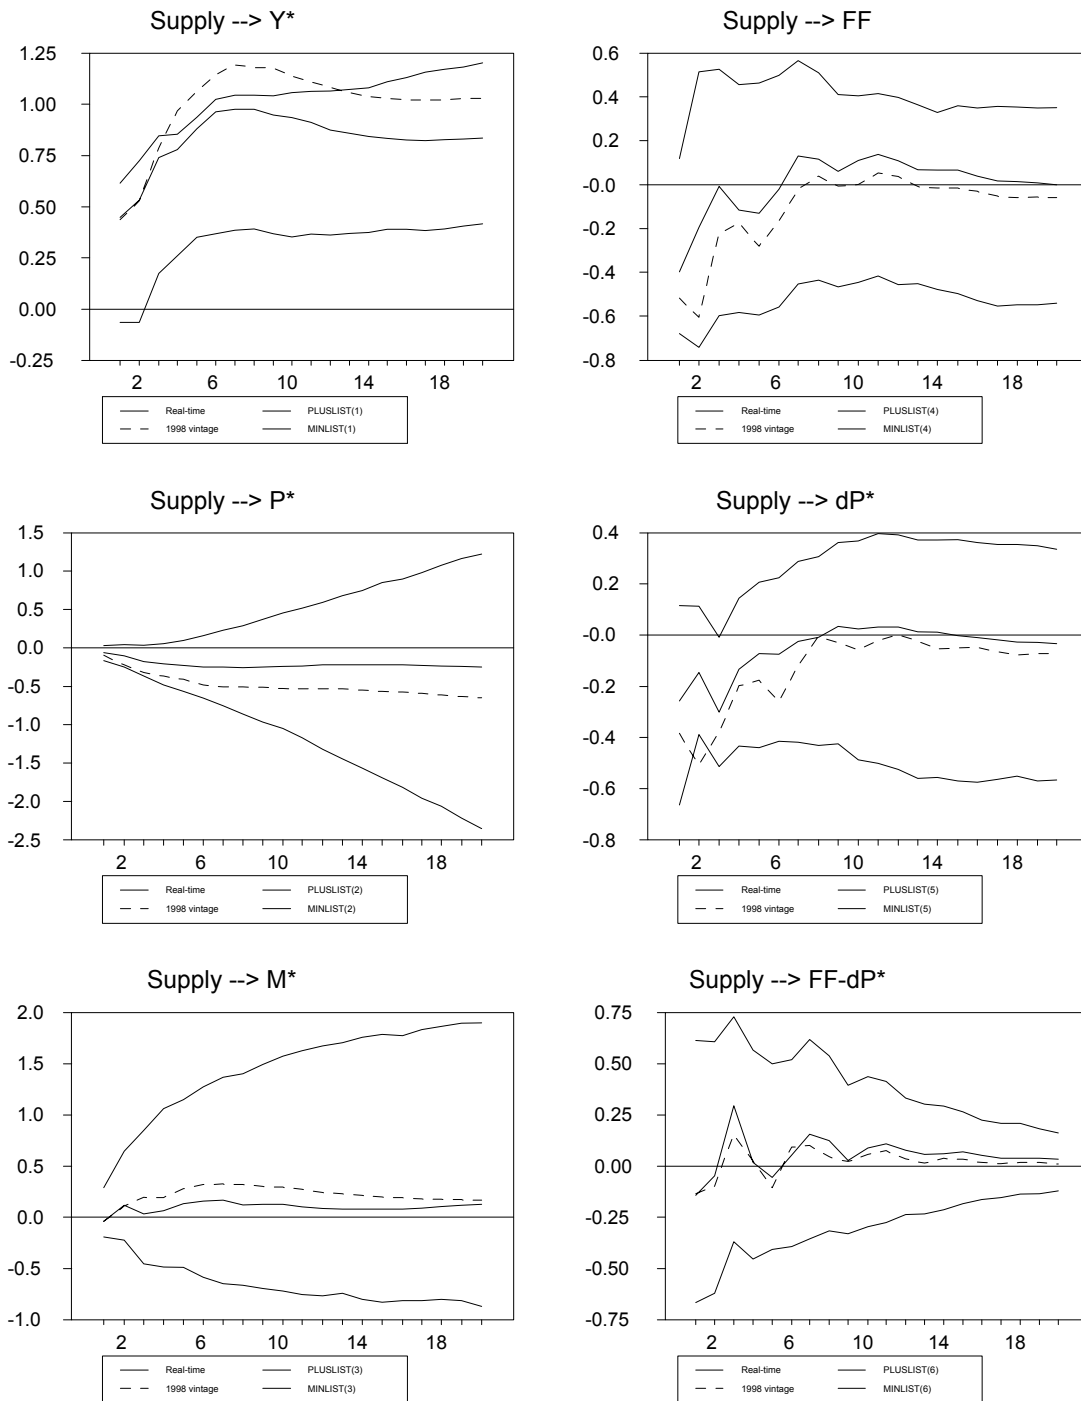 Supply --> Y*
1.25
1.00
0.75
0.50
0.25
0.00
-0.25
2 6 10 14 18
Real-time PLUSLIST(1)
1998 vintage MINLIST(1)
Supply --> FF
0.6
0.4
0.2
-0.0
-0.2
-0.4
-0.6
-0.8
2 6 10 14 18
Real-time PLUSLIST(4)
1998 vintage MINLIST(4)
Supply --> P*
1.5
1.0
0.5
0.0
-0.5
-1.0
-1.5
-2.0
-2.5
2 6 10 14 18
Real-time PLUSLIST(2)
1998 vintage MINLIST(2)
Supply --> dP*
0.4
0.2
-0.0
-0.2
-0.4
-0.6
-0.8
2 6 10 14 18
Real-time PLUSLIST(5)
1998 vintage MINLIST(5)
Supply --> M*
2.0
1.5
1.0
0.5
0.0
-0.5
-1.0
2 6 10 14 18
Real-time PLUSLIST(3)
1998 vintage MINLIST(3)
Supply --> FF-dP*
0.75
0.50
0.25
0.00
-0.25
-0.50
-0.75
2 6 10 14 18
Real-time PLUSLIST(6)
1998 vintage MINLIST(6)